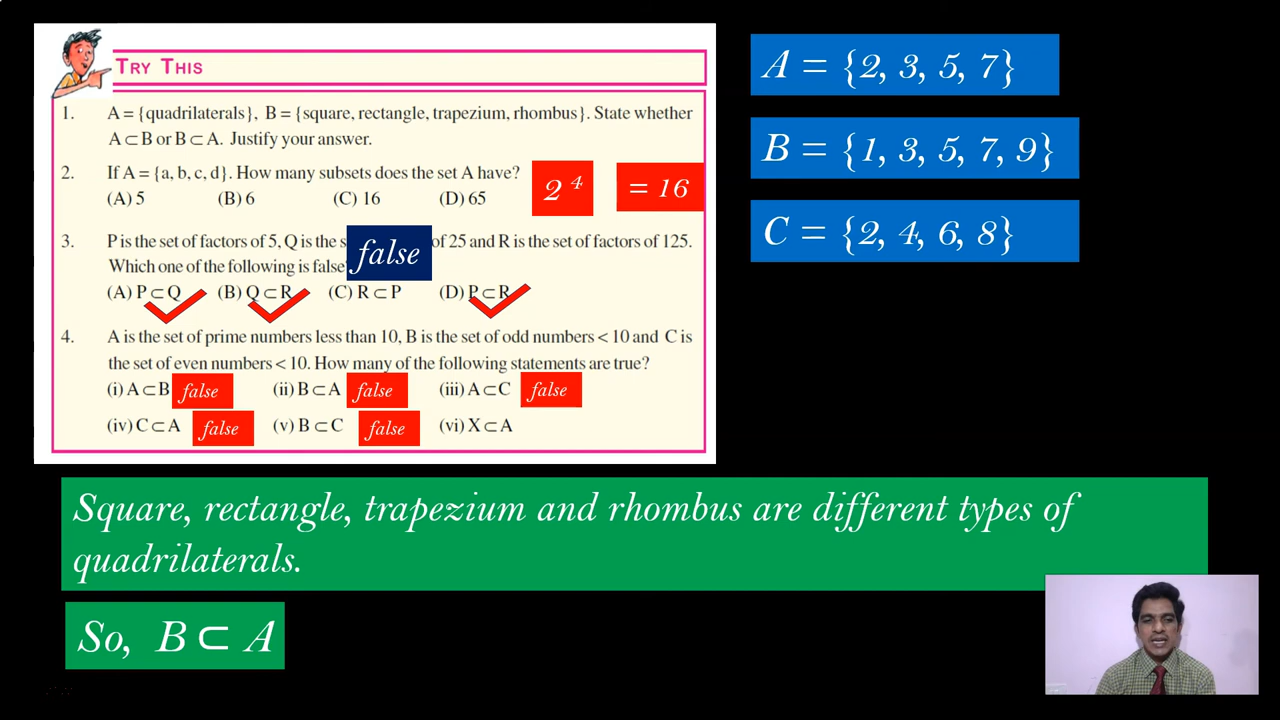 TRY THIS
1. A = {quadrilaterals}, B = {square, rectangle, trapezium, rhombus}. State whether
A⊂B or B⊂A. Justify your answer.
2. If A = {a, b, c, d}. How many subsets does the set A have?
(A) 5 (B) 6 (C) 16 (D) 65
2⁴ = 16
3. P is the set of factors of 5, Q is the s of 25 and R is the set of factors of 125.
Which one of the following is false
false
(A) P⊂Q (B) Q⊂R (C) R⊂P (D) P⊂R
4. A is the set of prime numbers less than 10, B is the set of odd numbers < 10 and C is
the set of even numbers < 10. How many of the following statements are true?
(i) A⊂B false (ii) B⊂A false (iii) A⊂C false
(iv) C⊂A false (v) B⊂C false (vi) X⊂A
A = {2, 3, 5, 7}
B = {1, 3, 5, 7, 9}
C = {2, 4, 6, 8}
Square, rectangle, trapezium and rhombus are different types of
quadrilaterals.
So, B ⊂ A